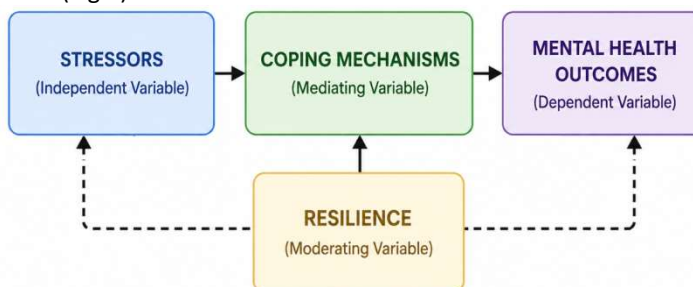 STRESSORS
(Independent Variable)
COPING MECHANISMS
(Mediating Variable)
MENTAL HEALTH
OUTCOMES
(Dependent Variable)
RESILIENCE
(Moderating Variable)